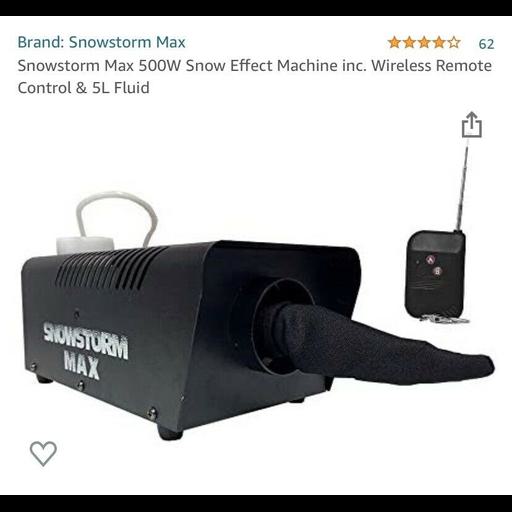 Brand: Snowstorm Max 62
Snowstorm Max 500W Snow Effect Machine inc. Wireless Remote
Control & 5L Fluid
SNOWSTORM
MAX
A
B